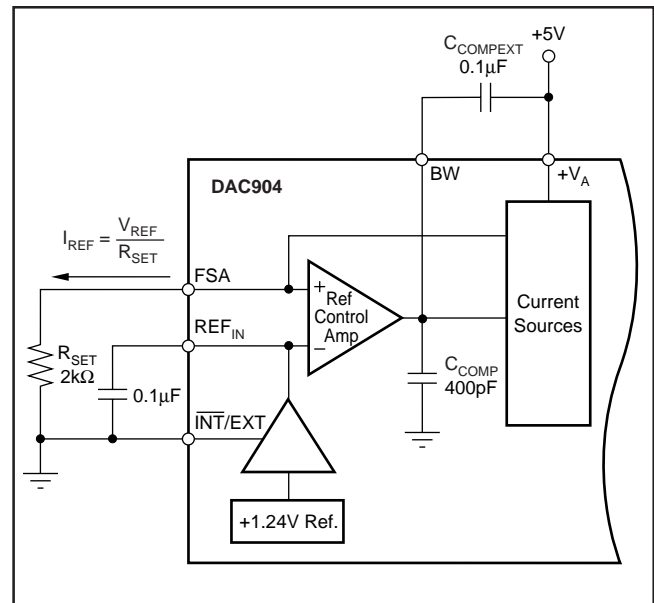 +5V
C_COMPEXT
0.1µF
BW
+V_A
DAC904
I_REF = V_REF / R_SET
FSA
+
Ref
Control
Amp
–
Current
Sources
REF_IN
R_SET
2kΩ
0.1µF
C_COMP
400pF
I̅N̅T̅/EXT
+1.24V Ref.